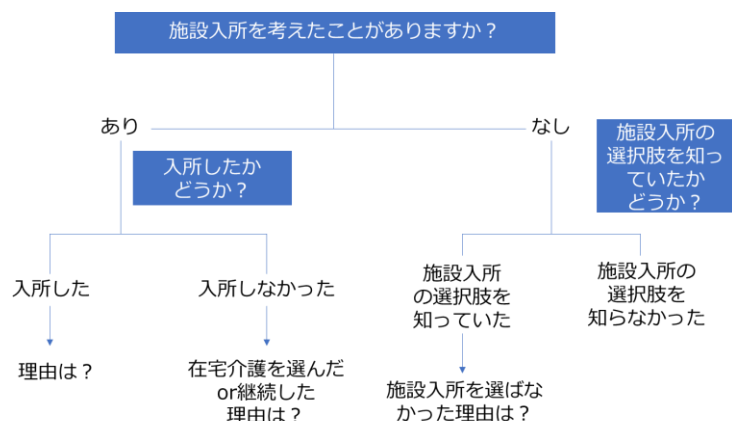 施設入所を考えたことがありますか？
あり
なし
入所したか
どうか？
施設入所の
選択肢を知っ
ていたか
どうか？
入所した
入所しなかった
施設入所
の選択肢を
知っていた
施設入所の
選択肢を
知らなかった
理由は？
在宅介護を選んだ
or継続した
理由は？
施設入所を選ばな
かった理由は？